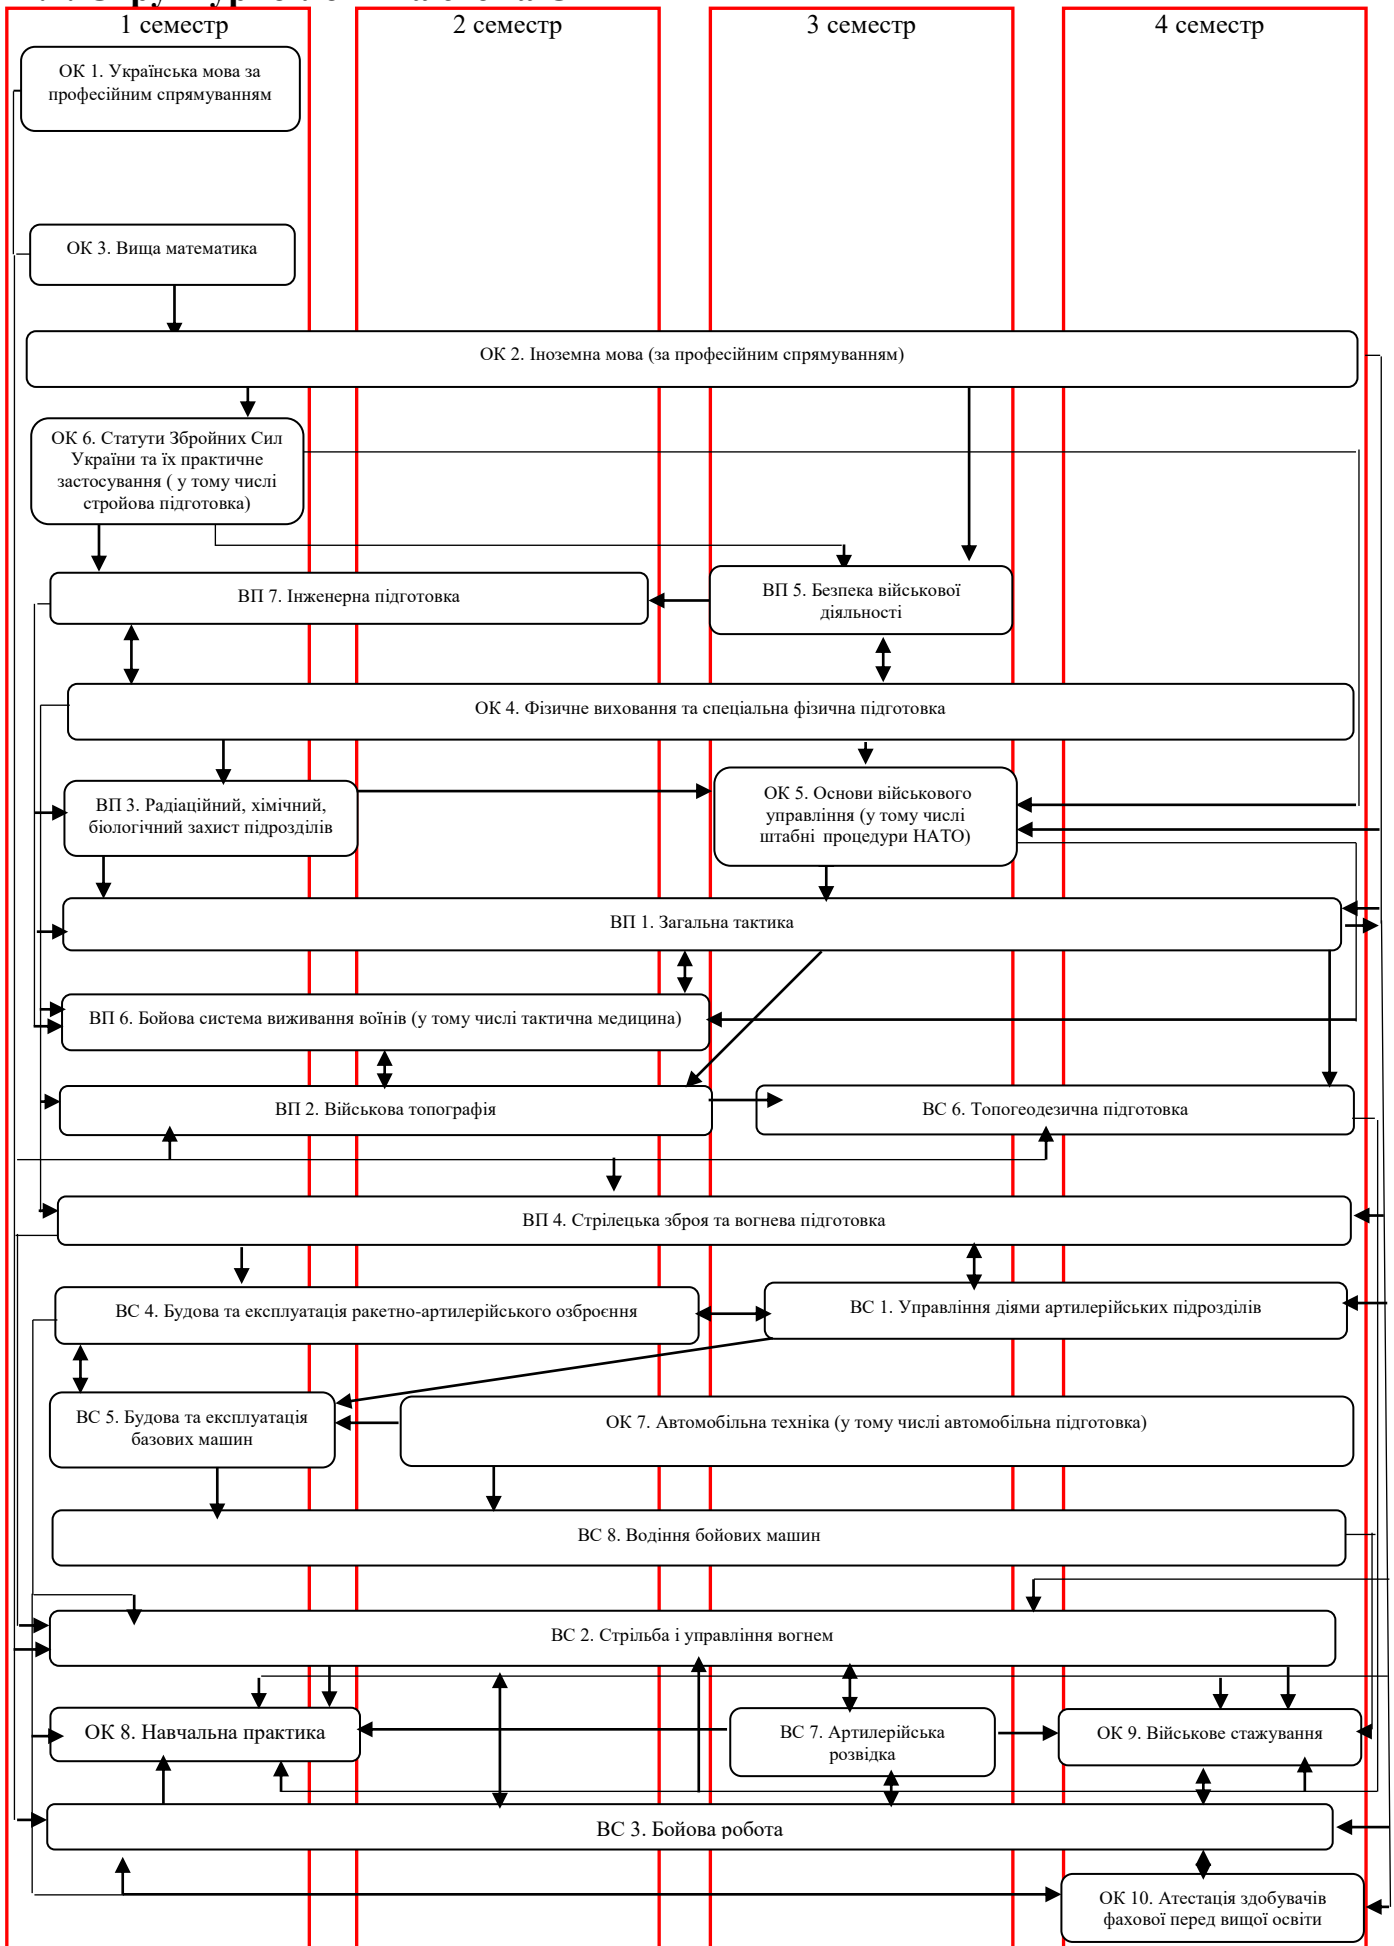 1 семестр
2 семестр
3 семестр
4 семестр
ОК 1. Українська мова за
професійним спрямуванням
ОК 3. Вища математика
ОК 2. Іноземна мова (за професійним спрямуванням)
ОК 6. Статути Збройних Сил
України та їх практичне
застосування ( у тому числі
стройова підготовка)
ВП 7. Інженерна підготовка
ВП 5. Безпека військової
діяльності
ОК 4. Фізичне виховання та спеціальна фізична підготовка
ВП 3. Радіаційний, хімічний,
біологічний захист підрозділів
ОК 5. Основи військового
управління (у тому числі
штабні процедури НАТО)
ВП 1. Загальна тактика
ВП 6. Бойова система виживання воїнів (у тому числі тактична медицина)
ВП 2. Військова топографія
ВС 6. Топогеодезична підготовка
ВП 4. Стрілецька зброя та вогнева підготовка
ВС 4. Будова та експлуатація ракетно-артилерійського озброєння
ВС 1. Управління діями артилерійських підрозділів
ВС 5. Будова та експлуатація
базових машин
ОК 7. Автомобільна техніка (у тому числі автомобільна підготовка)
ВС 8. Водіння бойових машин
ВС 2. Стрільба і управління вогнем
ОК 8. Навчальна практика
ВС 7. Артилерійська
розвідка
ОК 9. Військове стажування
ВС 3. Бойова робота
ОК 10. Атестація здобувачів
фахової перед вищої освіти